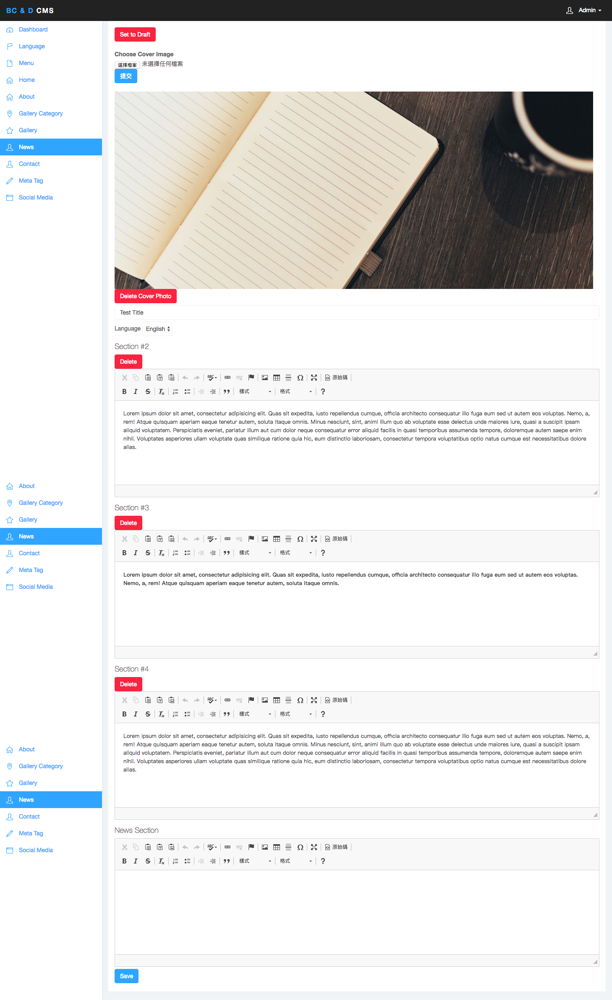 BC & D CMS
Admin
Dashboard
Language
Menu
Home
About
Gallery Category
Gallery
News
Contact
Meta Tag
Social Media
Set to Draft
Choose Cover Image
選擇檔案 未選擇任何檔案
提交
Delete Cover Photo
Test Title
Language English
Section #2
Delete
ABC 原始碼
B I S Tx 樣式 格式 ?
Lorem ipsum dolor sit amet, consectetur adipisicing elit. Quas sit expedita, iusto repellendus cumque, officia architecto consequatur illo fuga eum sed ut autem eos voluptas. Nemo, a,
rem! Atque quisquam aperiam eaque tenetur autem, soluta itaque omnis. Minus nesciunt, sint, animi illum quo ab voluptate esse delectus unde maiores iure, quasi a suscipit ipsam
aliquid voluptatem. Perspiciatis eveniet, pariatur illum aut cum dolor neque consequatur error aliquid facilis in quasi temporibus assumenda tempore, doloremque autem saepe enim
nihil. Voluptates asperiores ullam voluptate quas similique ratione quia hic, eum distinctio laboriosam, consectetur tempora voluptatibus optio natus cumque est necessitatibus dolore
alias.
About
Gallery Category
Gallery
News
Contact
Meta Tag
Social Media
Section #3
Delete
ABC 原始碼
B I S Tx 樣式 格式 ?
Lorem ipsum dolor sit amet, consectetur adipisicing elit. Quas sit expedita, iusto repellendus cumque, officia architecto consequatur illo fuga eum sed ut autem eos voluptas.
Nemo, a, rem! Atque quisquam aperiam eaque tenetur autem, soluta itaque omnis.
Section #4
Delete
ABC 原始碼
B I S Tx 樣式 格式 ?
Lorem ipsum dolor sit amet, consectetur adipisicing elit. Quas sit expedita, iusto repellendus cumque, officia architecto consequatur illo fuga eum sed ut autem eos voluptas. Nemo, a,
rem! Atque quisquam aperiam eaque tenetur autem, soluta itaque omnis. Minus nesciunt, sint, animi illum quo ab voluptate esse delectus unde maiores iure, quasi a suscipit ipsam
aliquid voluptatem. Perspiciatis eveniet, pariatur illum aut cum dolor neque consequatur error aliquid facilis in quasi temporibus assumenda tempore, doloremque autem saepe enim
nihil. Voluptates asperiores ullam voluptate quas similique ratione quia hic, eum distinctio laboriosam, consectetur tempora voluptatibus optio natus cumque est necessitatibus dolore
alias.
About
Gallery Category
Gallery
News
Contact
Meta Tag
Social Media
News Section
ABC 原始碼
B I S Tx 樣式 格式 ?
Save